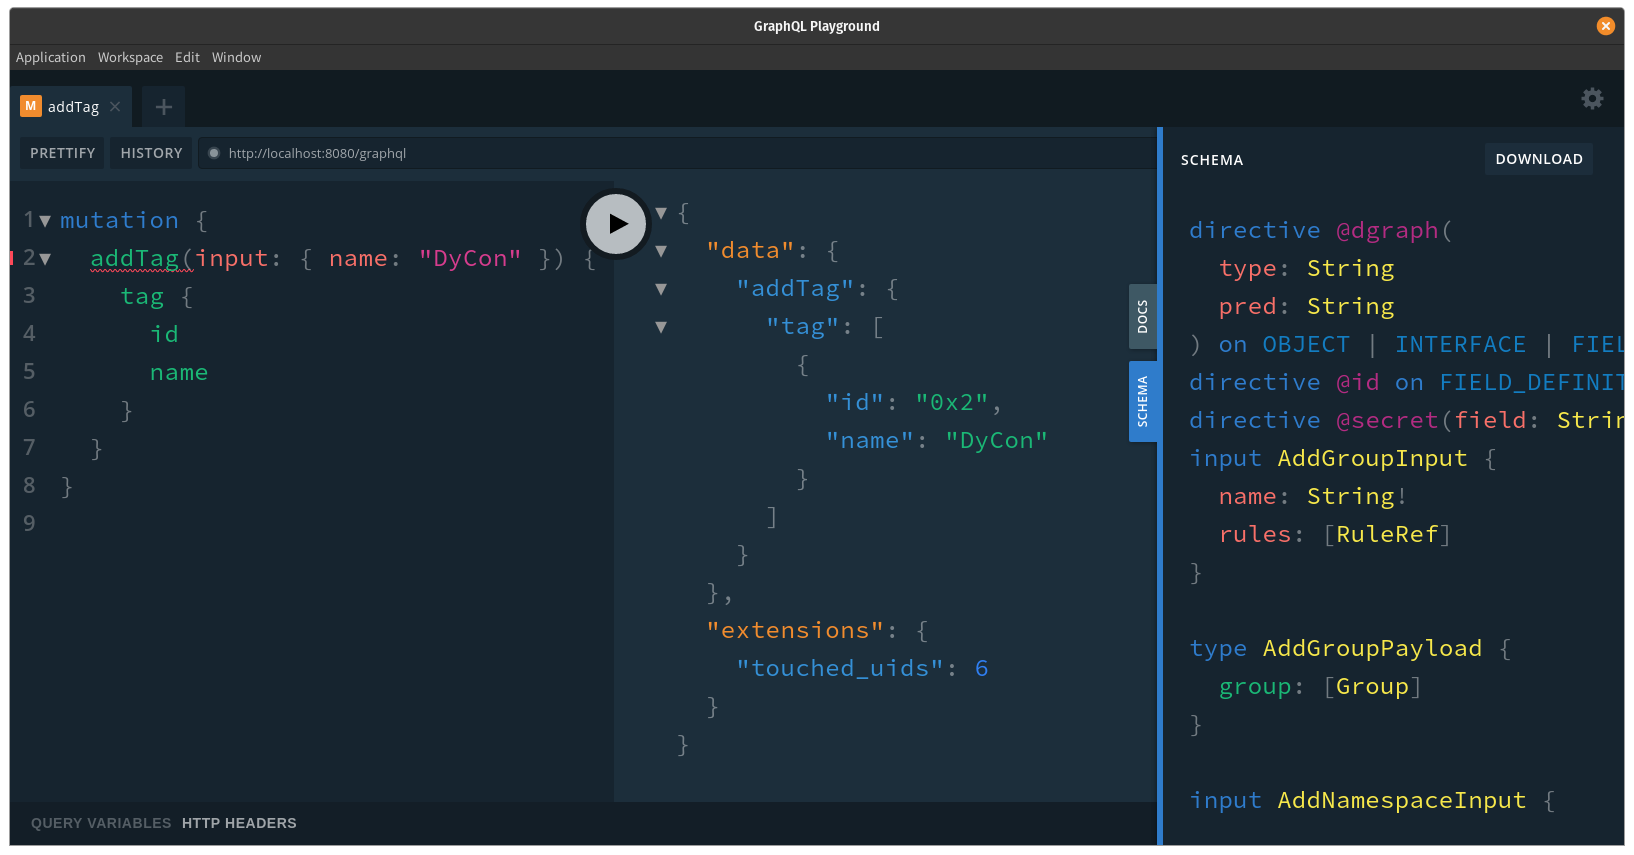 GraphQL Playground
Application Workspace Edit Window
M addTag
PRETTIFY HISTORY http://localhost:8080/graphql
1 mutation {
2 addTag(input: { name: "DyCon" }) {
3 tag {
4 id
5 name
6 }
7 }
8 }
9
{
"data": {
"addTag": {
"tag": [
{
"id": "0x2",
"name": "DyCon"
}
]
}
},
"extensions": {
"touched_uids": 6
}
}
DOCS
SCHEMA
SCHEMA DOWNLOAD
directive @dgraph(
type: String
pred: String
) on OBJECT | INTERFACE | FIEL
directive @id on FIELD_DEFINIT
directive @secret(field: Strin
input AddGroupInput {
name: String!
rules: [RuleRef]
}
type AddGroupPayload {
group: [Group]
}
input AddNamespaceInput {
QUERY VARIABLES HTTP HEADERS